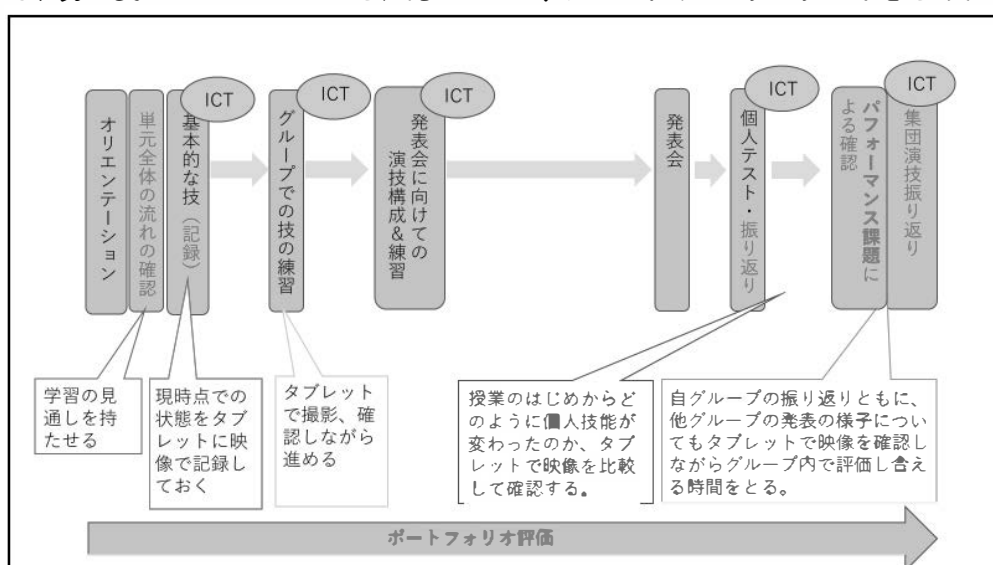 ICT
ICT
ICT
ICT
ICT
オリエンテーション
単元全体の流れの確認
基本的な技（記録）
グループでの技の練習
発表会に向けての
演技構成&練習
発表会
個人テスト・振り返り
パフォーマンス課題に
よる確認
集団演技振り返り
学習の見
通しを持
たせる
現時点での
状態をタブ
レットに映
像で記録し
ておく
タブレット
で撮影、確
認しながら
進める
授業のはじめからど
のように個人技能が
変わったのか、タブ
レットで映像を比較
して確認する。
自グループの振り返りともに、
他グループの発表の様子につい
てもタブレットで映像を確認し
ながらグループ内で評価し合え
る時間をとる。
ポートフォリオ評価